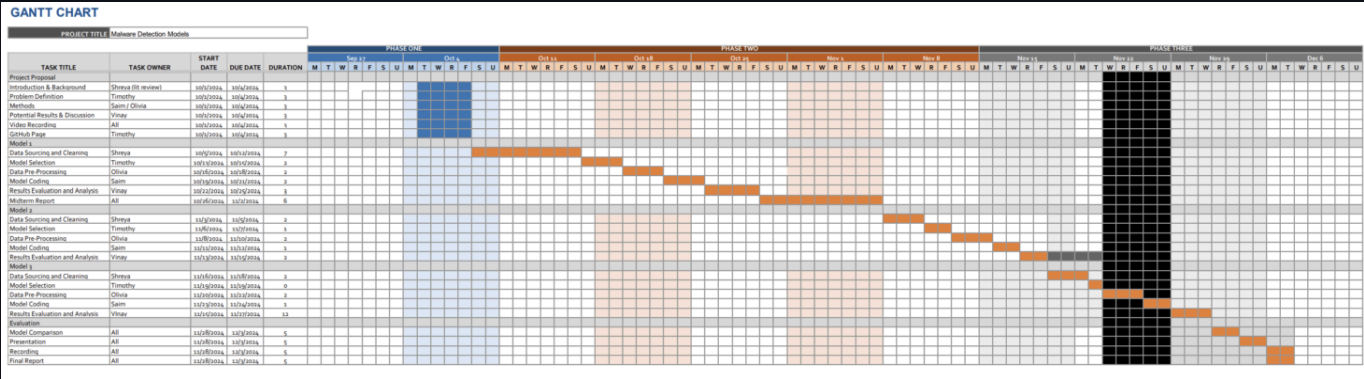 GANTT CHART
PROJECT TITLE Malware Detection Models
PHASE ONE PHASE TWO PHASE THREE
Sep 27 Oct 4 Oct 11 Oct 18 Oct 25 Nov 1 Nov 8 Nov 15 Nov 22 Nov 29 Dec 6
TASK TITLE TASK OWNER START DATE DUE DATE DURATION M T W R F S U M T W R F S U M T W R F S U M T W R F S U M T W R F S U M T W R F S U M T W R F S U M T W R F S U M T W R F S U M T W R F S U M T W R F S U
Project Proposal
Introduction & Background Shreya (lit review) 10/1/2024 10/4/2024 3
Problem Definition Timothy 10/1/2024 10/4/2024 3
Methods Saim / Olivia 10/1/2024 10/4/2024 3
Potential Results & Discussion Vinay 10/1/2024 10/4/2024 3
Video Recording All 10/1/2024 10/4/2024 3
GitHub Page Timothy 10/1/2024 10/4/2024 3
Model 1
Data Sourcing and Cleaning Shreya 10/5/2024 10/12/2024 7
Model Selection Timothy 10/13/2024 10/15/2024 2
Data Pre-Processing Olivia 10/16/2024 10/18/2024 2
Model Coding Saim 10/19/2024 10/21/2024 2
Results Evaluation and Analysis Vinay 10/22/2024 10/25/2024 3
Midterm Report All 10/26/2024 11/2/2024 6
Model 2
Data Sourcing and Cleaning Shreya 11/3/2024 11/5/2024 2
Model Selection Timothy 11/6/2024 11/7/2024 1
Data Pre-Processing Olivia 11/8/2024 11/10/2024 2
Model Coding Saim 11/11/2024 11/12/2024 1
Results Evaluation and Analysis Vinay 11/13/2024 11/15/2024 2
Model 3
Data Sourcing and Cleaning Shreya 11/16/2024 11/18/2024 2
Model Selection Timothy 11/19/2024 11/19/2024 0
Data Pre-Processing Olivia 11/20/2024 11/22/2024 2
Model Coding Saim 11/23/2024 11/24/2024 1
Results Evaluation and Analysis Vinay 11/15/2024 11/27/2024 12
Evaluation
Model Comparison All 11/28/2024 12/3/2024 5
Presentation All 11/28/2024 12/3/2024 5
Recording All 11/28/2024 12/3/2024 5
Final Report All 11/28/2024 12/3/2024 5